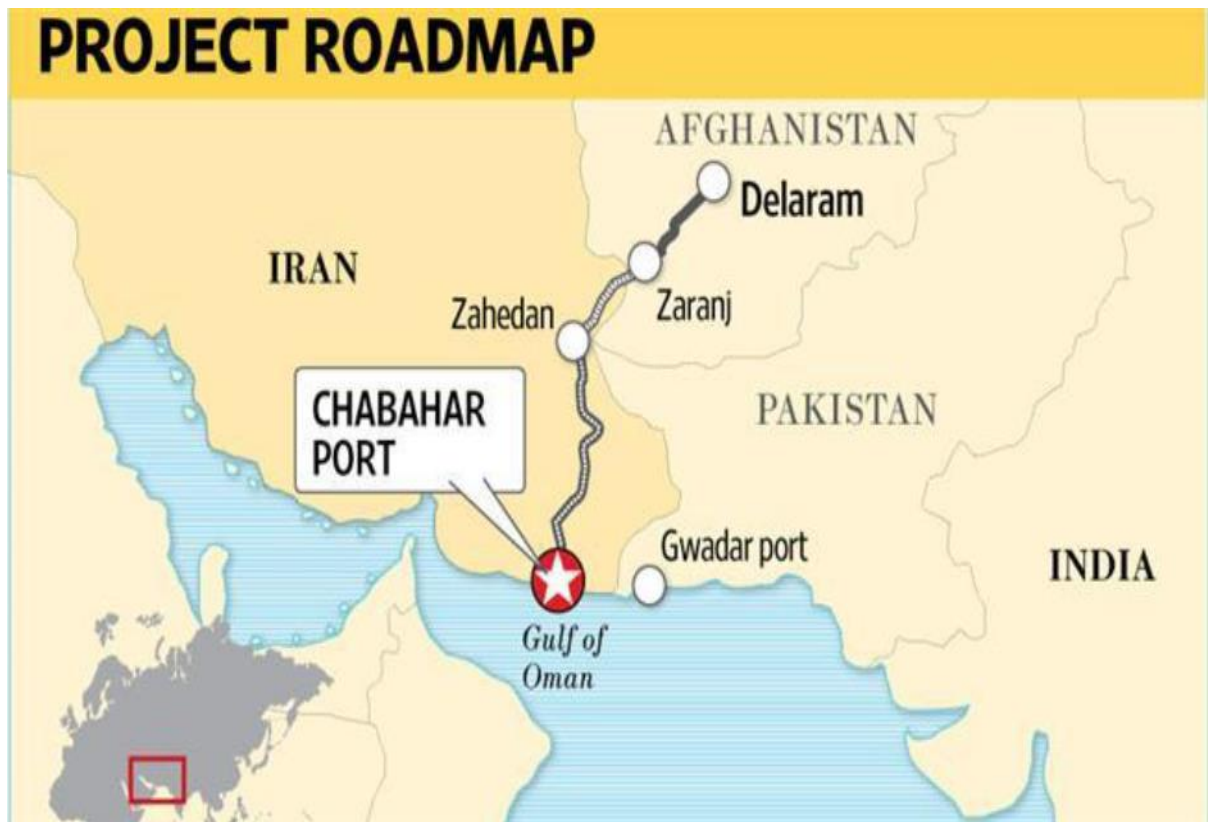 PROJECT ROADMAP
AFGHANISTAN
Delaram
IRAN
Zaranj
Zahedan
CHABAHAR
PORT
PAKISTAN
Gwadar port
INDIA
Gulf of
Oman